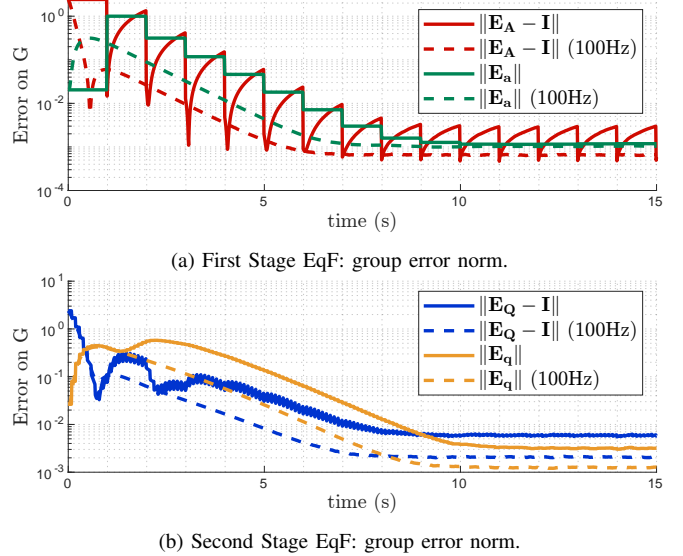 10^0
10^-2
10^-4
Error on G
‖E_A − I‖
‖E_A − I‖ (100Hz)
‖E_a‖
‖E_a‖ (100Hz)
0 5 10 15
time (s)
(a) First Stage EqF: group error norm.
10^1
10^0
10^-1
10^-2
10^-3
Error on G
‖E_Q − I‖
‖E_Q − I‖ (100Hz)
‖E_q‖
‖E_q‖ (100Hz)
0 5 10 15
time (s)
(b) Second Stage EqF: group error norm.